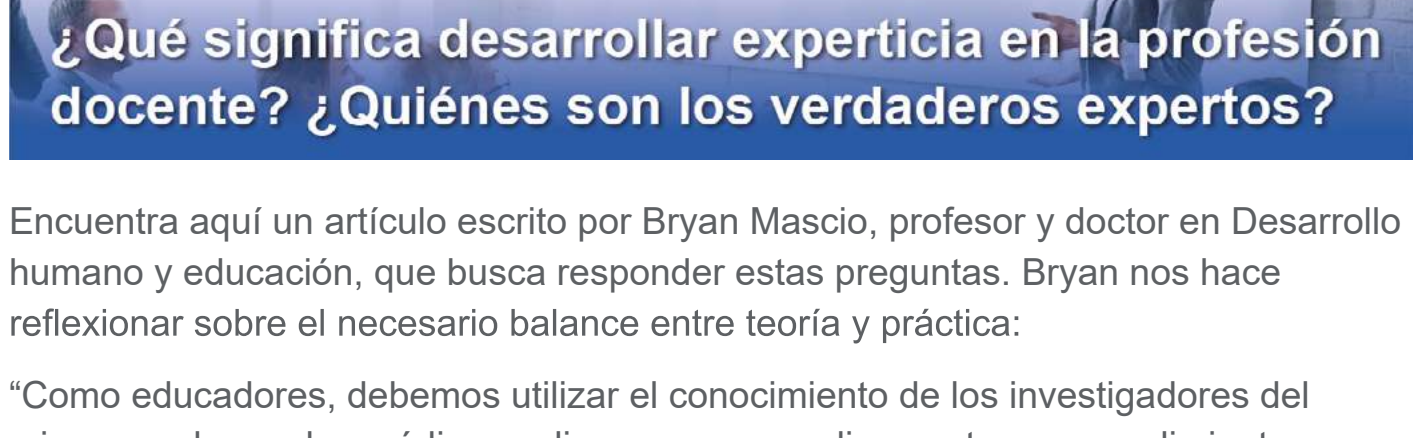 ¿Qué significa desarrollar experticia en la profesión
docente? ¿Quiénes son los verdaderos expertos?
Encuentra aquí un artículo escrito por Bryan Mascio, profesor y doctor en Desarrollo
humano y educación, que busca responder estas preguntas. Bryan nos hace
reflexionar sobre el necesario balance entre teoría y práctica:
“Como educadores, debemos utilizar el conocimiento de los investigadores del